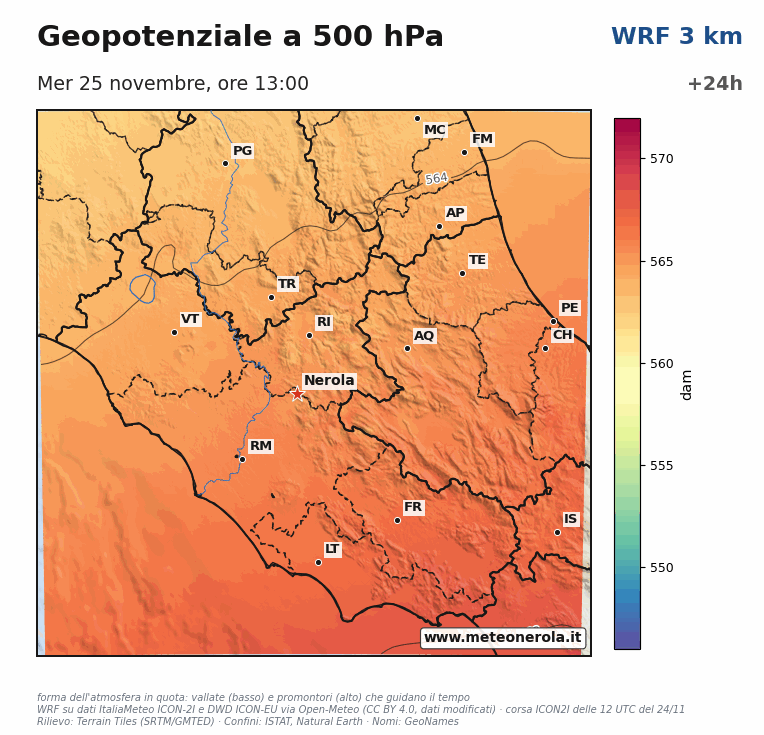 Geopotenziale a 500 hPa
WRF 3 km
Mer 25 novembre, ore 13:00
+24h
MC
FM
PG
564
AP
TE
TR
PE
VT
RI
AQ
CH
Nerola
RM
FR
IS
LT
www.meteonerola.it
570
565
560
555
550
dam
forma dell'atmosfera in quota: vallate (basso) e promontori (alto) che guidano il tempo
WRF su dati ItaliaMeteo ICON-2I e DWD ICON-EU via Open-Meteo (CC BY 4.0, dati modificati) · corsa ICON2I delle 12 UTC del 24/11
Rilievo: Terrain Tiles (SRTM/GMTED) · Confini: ISTAT, Natural Earth · Nomi: GeoNames